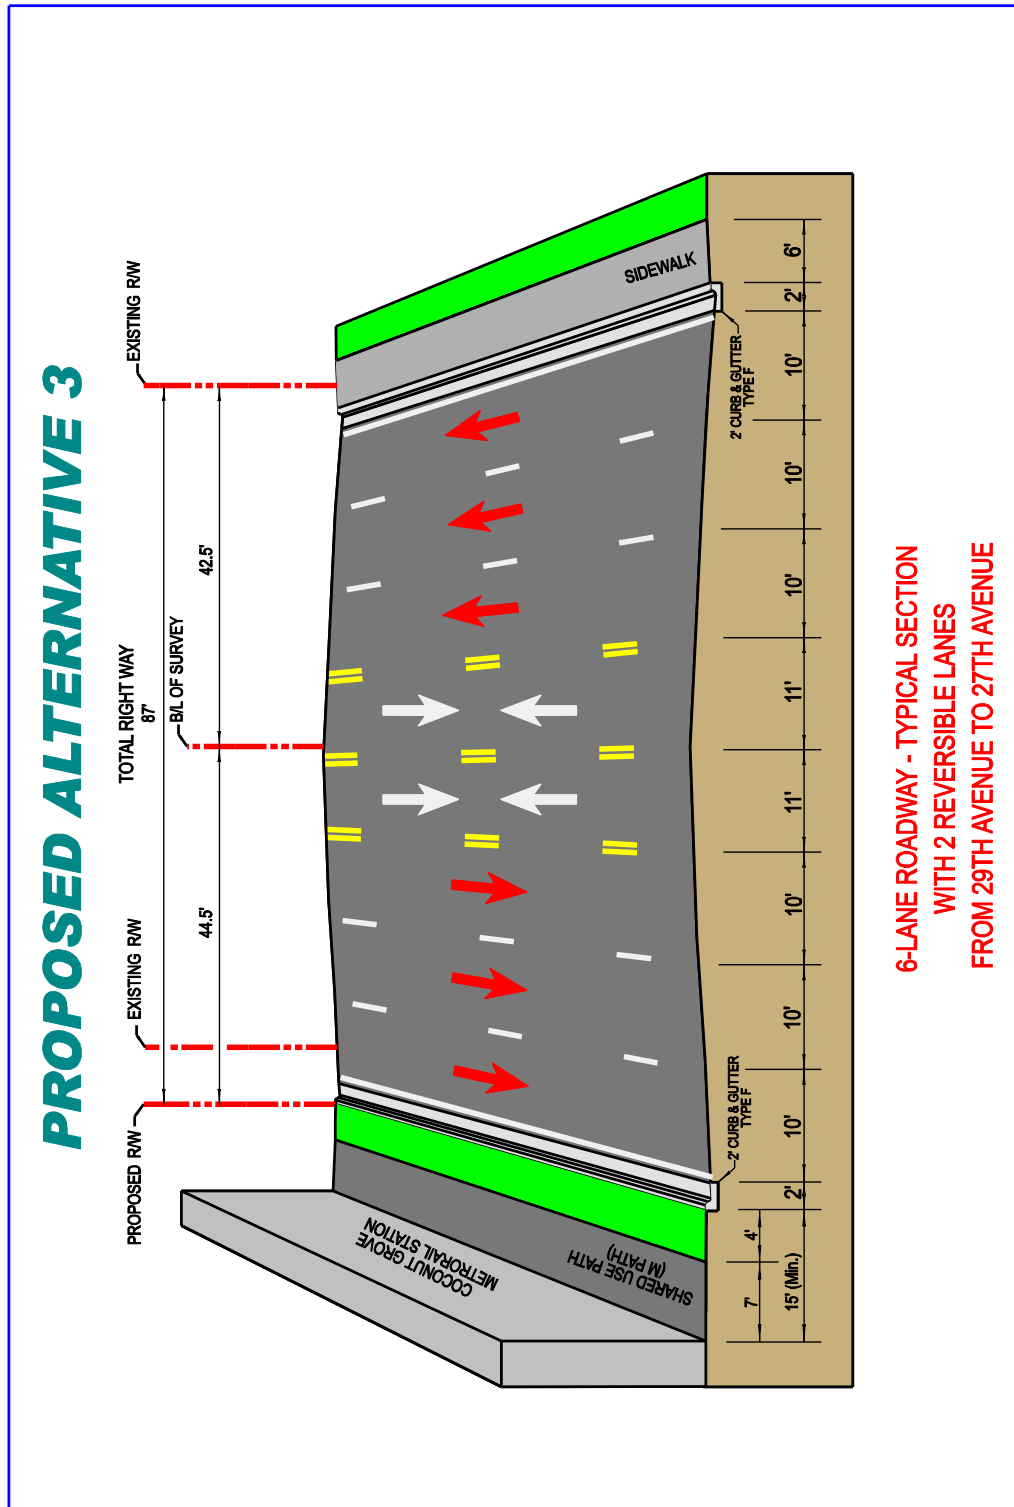 PROPOSED ALTERNATIVE 3
TOTAL RIGHT WAY
87'
PROPOSED R/W
EXISTING R/W
B/L OF SURVEY
EXISTING R/W
44.5'
42.5'
COCONUT GROVE
METRORAIL STATION
SHARED USE PATH
(M PATH)
SIDEWALK
2' CURB & GUTTER
TYPE F
2' CURB & GUTTER
TYPE F
7'
4'
15' (Min.)
2'
10'
10'
10'
11'
11'
10'
10'
10'
2'
6'
6-LANE ROADWAY - TYPICAL SECTION
WITH 2 REVERSIBLE LANES
FROM 29TH AVENUE TO 27TH AVENUE